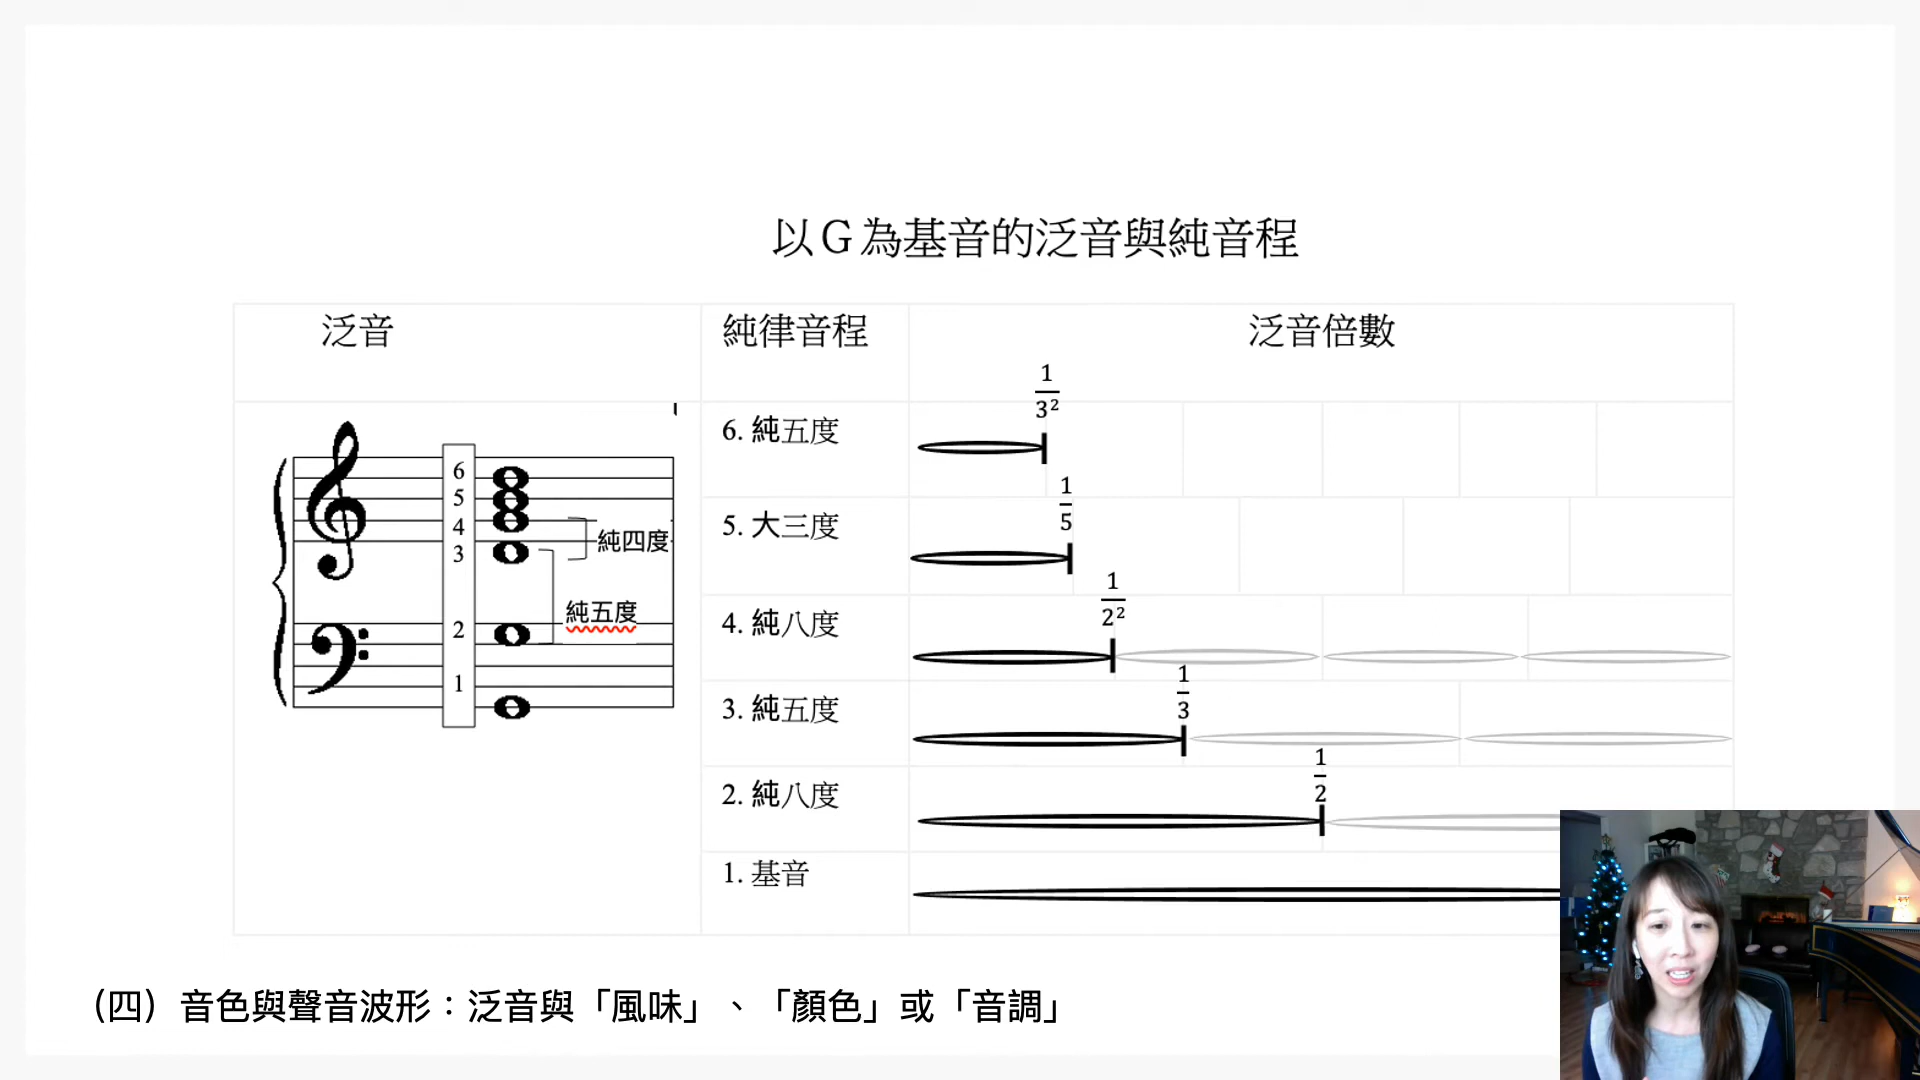 以G為基音的泛音與純音程
泛音
純律音程
泛音倍數
6
5
4
3
2
1
純四度
純五度
6. 純五度
1/3²
5. 大三度
1/5
4. 純八度
1/2²
3. 純五度
1/3
2. 純八度
1/2
1. 基音
（四）音色與聲音波形：泛音與「風味」、「顏色」或「音調」